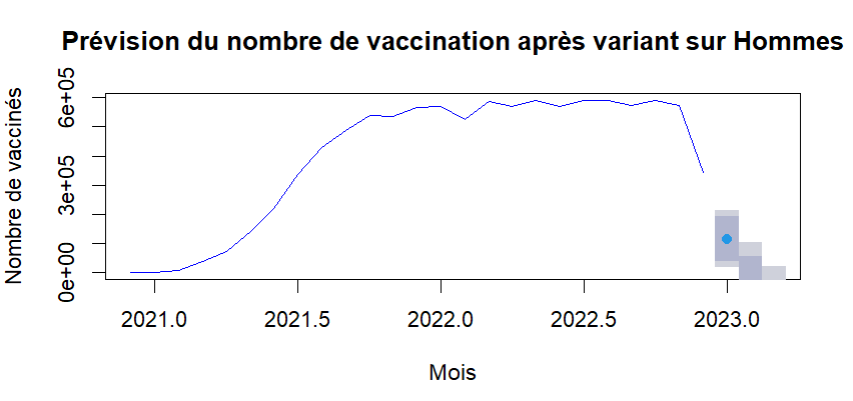 Prévision du nombre de vaccination après variant sur Hommes
Nombre de vaccinés
6e+05
3e+05
0e+00
2021.0 2021.5 2022.0 2022.5 2023.0
Mois